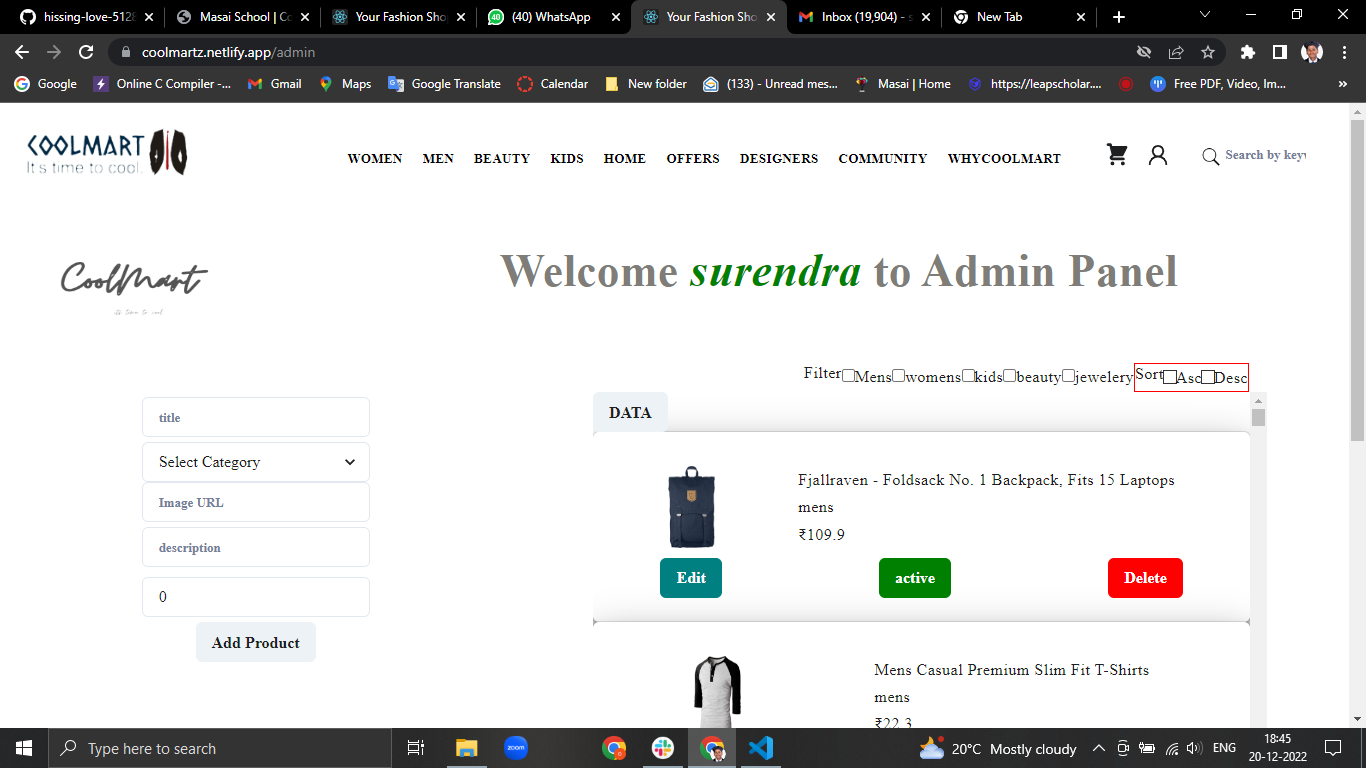 hissing-love-5128
Masai School | Co
Your Fashion Sho
(40) WhatsApp
Your Fashion Sho
Inbox (19,904) - s
New Tab
coolmartz.netlify.app/admin
Google
Online C Compiler -...
Gmail
Maps
Google Translate
Calendar
New folder
(133) - Unread mes...
Masai | Home
https://leapscholar....
Free PDF, Video, Im...
COOLMART
It's time to cool.
WOMEN MEN BEAUTY KIDS HOME OFFERS DESIGNERS COMMUNITY WHYCOOLMART
Search by keyw
CoolMart
its time to cool
Welcome surendra to Admin Panel
Filter Mens womens kids beauty jewelery Sort Asc Desc
title
Select Category
Image URL
description
0
Add Product
DATA
Fjallraven - Foldsack No. 1 Backpack, Fits 15 Laptops
mens
₹109.9
Edit active Delete
Mens Casual Premium Slim Fit T-Shirts
mens
₹22.3
Type here to search
zoom
20°C Mostly cloudy
ENG
18:45
20-12-2022